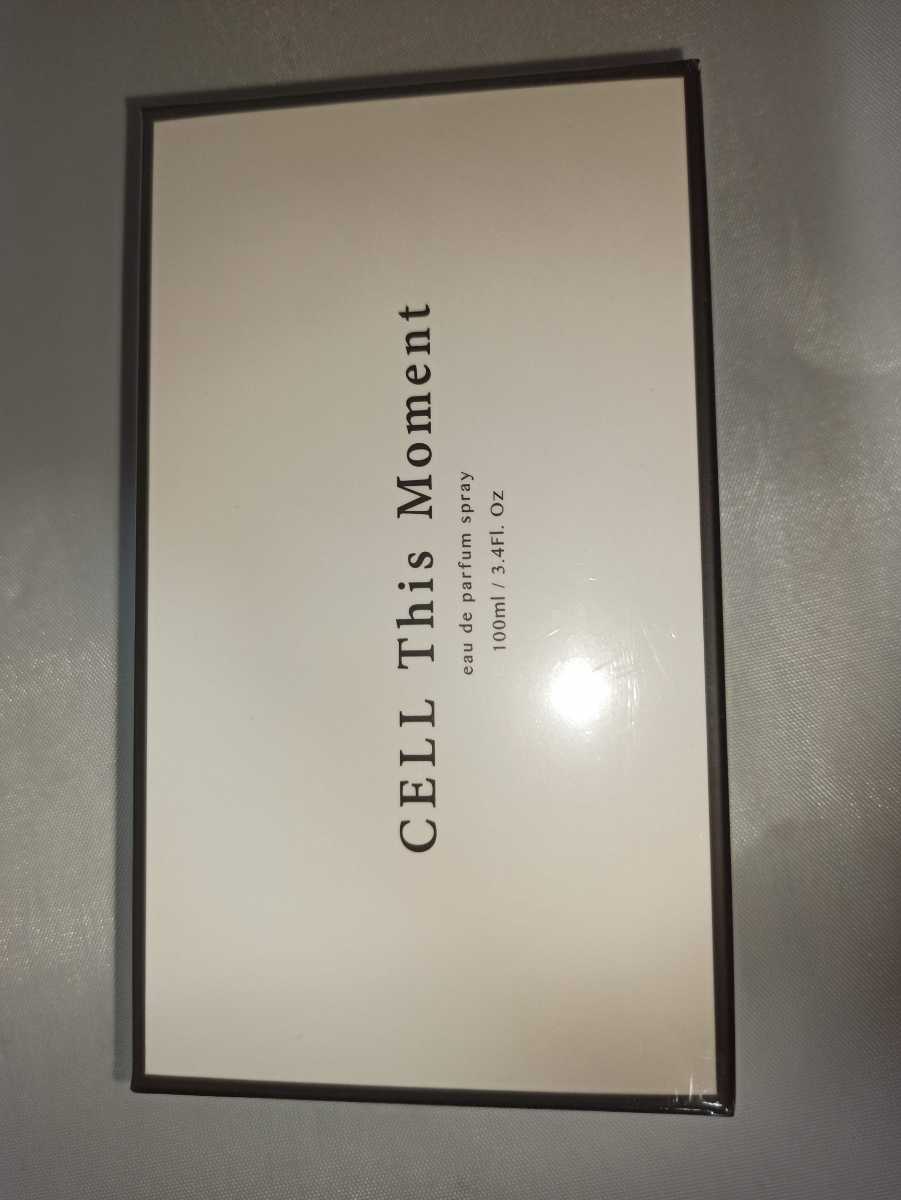 CELL This Moment
eau de parfum spray
100ml / 3.4Fl. Oz